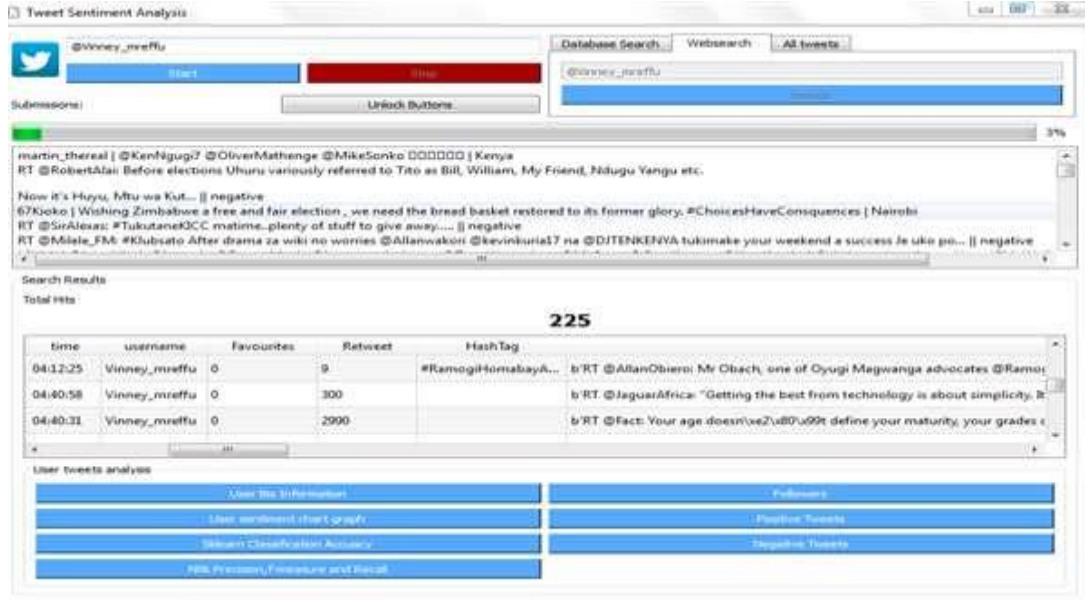 Tweet Sentiment Analysis
@Vinney_mreffu
Start
Stop
Database Search
Websearch
All tweets
@Vinney_mreffu
Submissions:
Unlock Buttons
3%
martin_thereal | @KenNgugi7 @OliverMathenge @MikeSonko □□□□□□ | Kenya
RT @RobertAlai: Before elections Uhuru variously referred to Tito as Bill, William, My Friend, Ndugu Yangu etc.
Now it's Huyu, Mtu wa Kut... || negative
67Kioko | Wishing Zimbabwe a free and fair election , we need the bread basket restored to its former glory. #ChoicesHaveConsquences | Nairobi
RT @SirAlexas: #TukutaneKICC matime..plenty of stuff to give away..... || negative
RT @Milele_FM: #Klubsato After drama za wiki no worries @Allanwakori @kevinkuria17 na @DJTENKENYA tukimake your weekend a success Je uko po... || negative
Search Results
Total Hits
225
time username Favourites Retweet HashTag
04:12:25 Vinney_mreffu 0 9 #RamogiHomabayA... b'RT @AllanObiero: Mr Obach, one of Oyugi Magwanga advocates @Ramog
04:40:58 Vinney_mreffu 0 300 b'RT @JaguarAfrica: "Getting the best from technology is about simplicity. It
04:40:31 Vinney_mreffu 0 2990 b'RT @Fact: Your age doesn\xe2\x80\x99t define your maturity, your grades
User tweets analysis
User Bio Information
Followers
User sentiment chart graph
Positive Tweets
Sklearn Classification Accuacy
Negative Tweets
Precision, Fmeasure and Recall